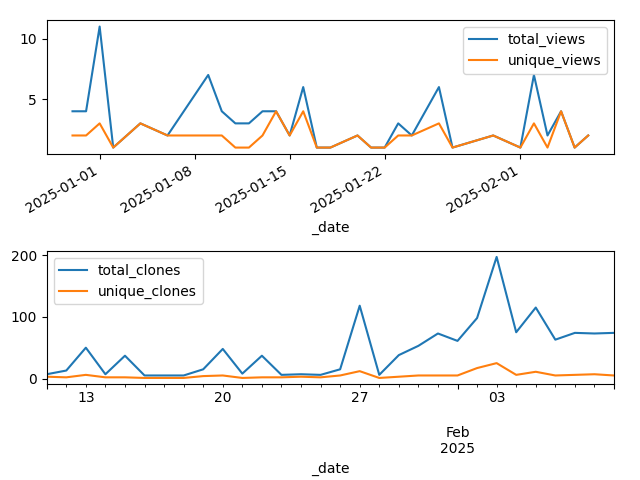 10
5
total_views
unique_views
2025-01-01
2025-01-08
2025-01-15
2025-01-22
2025-02-01
_date
200
100
0
total_clones
unique_clones
13
20
27
03
Feb
2025
_date